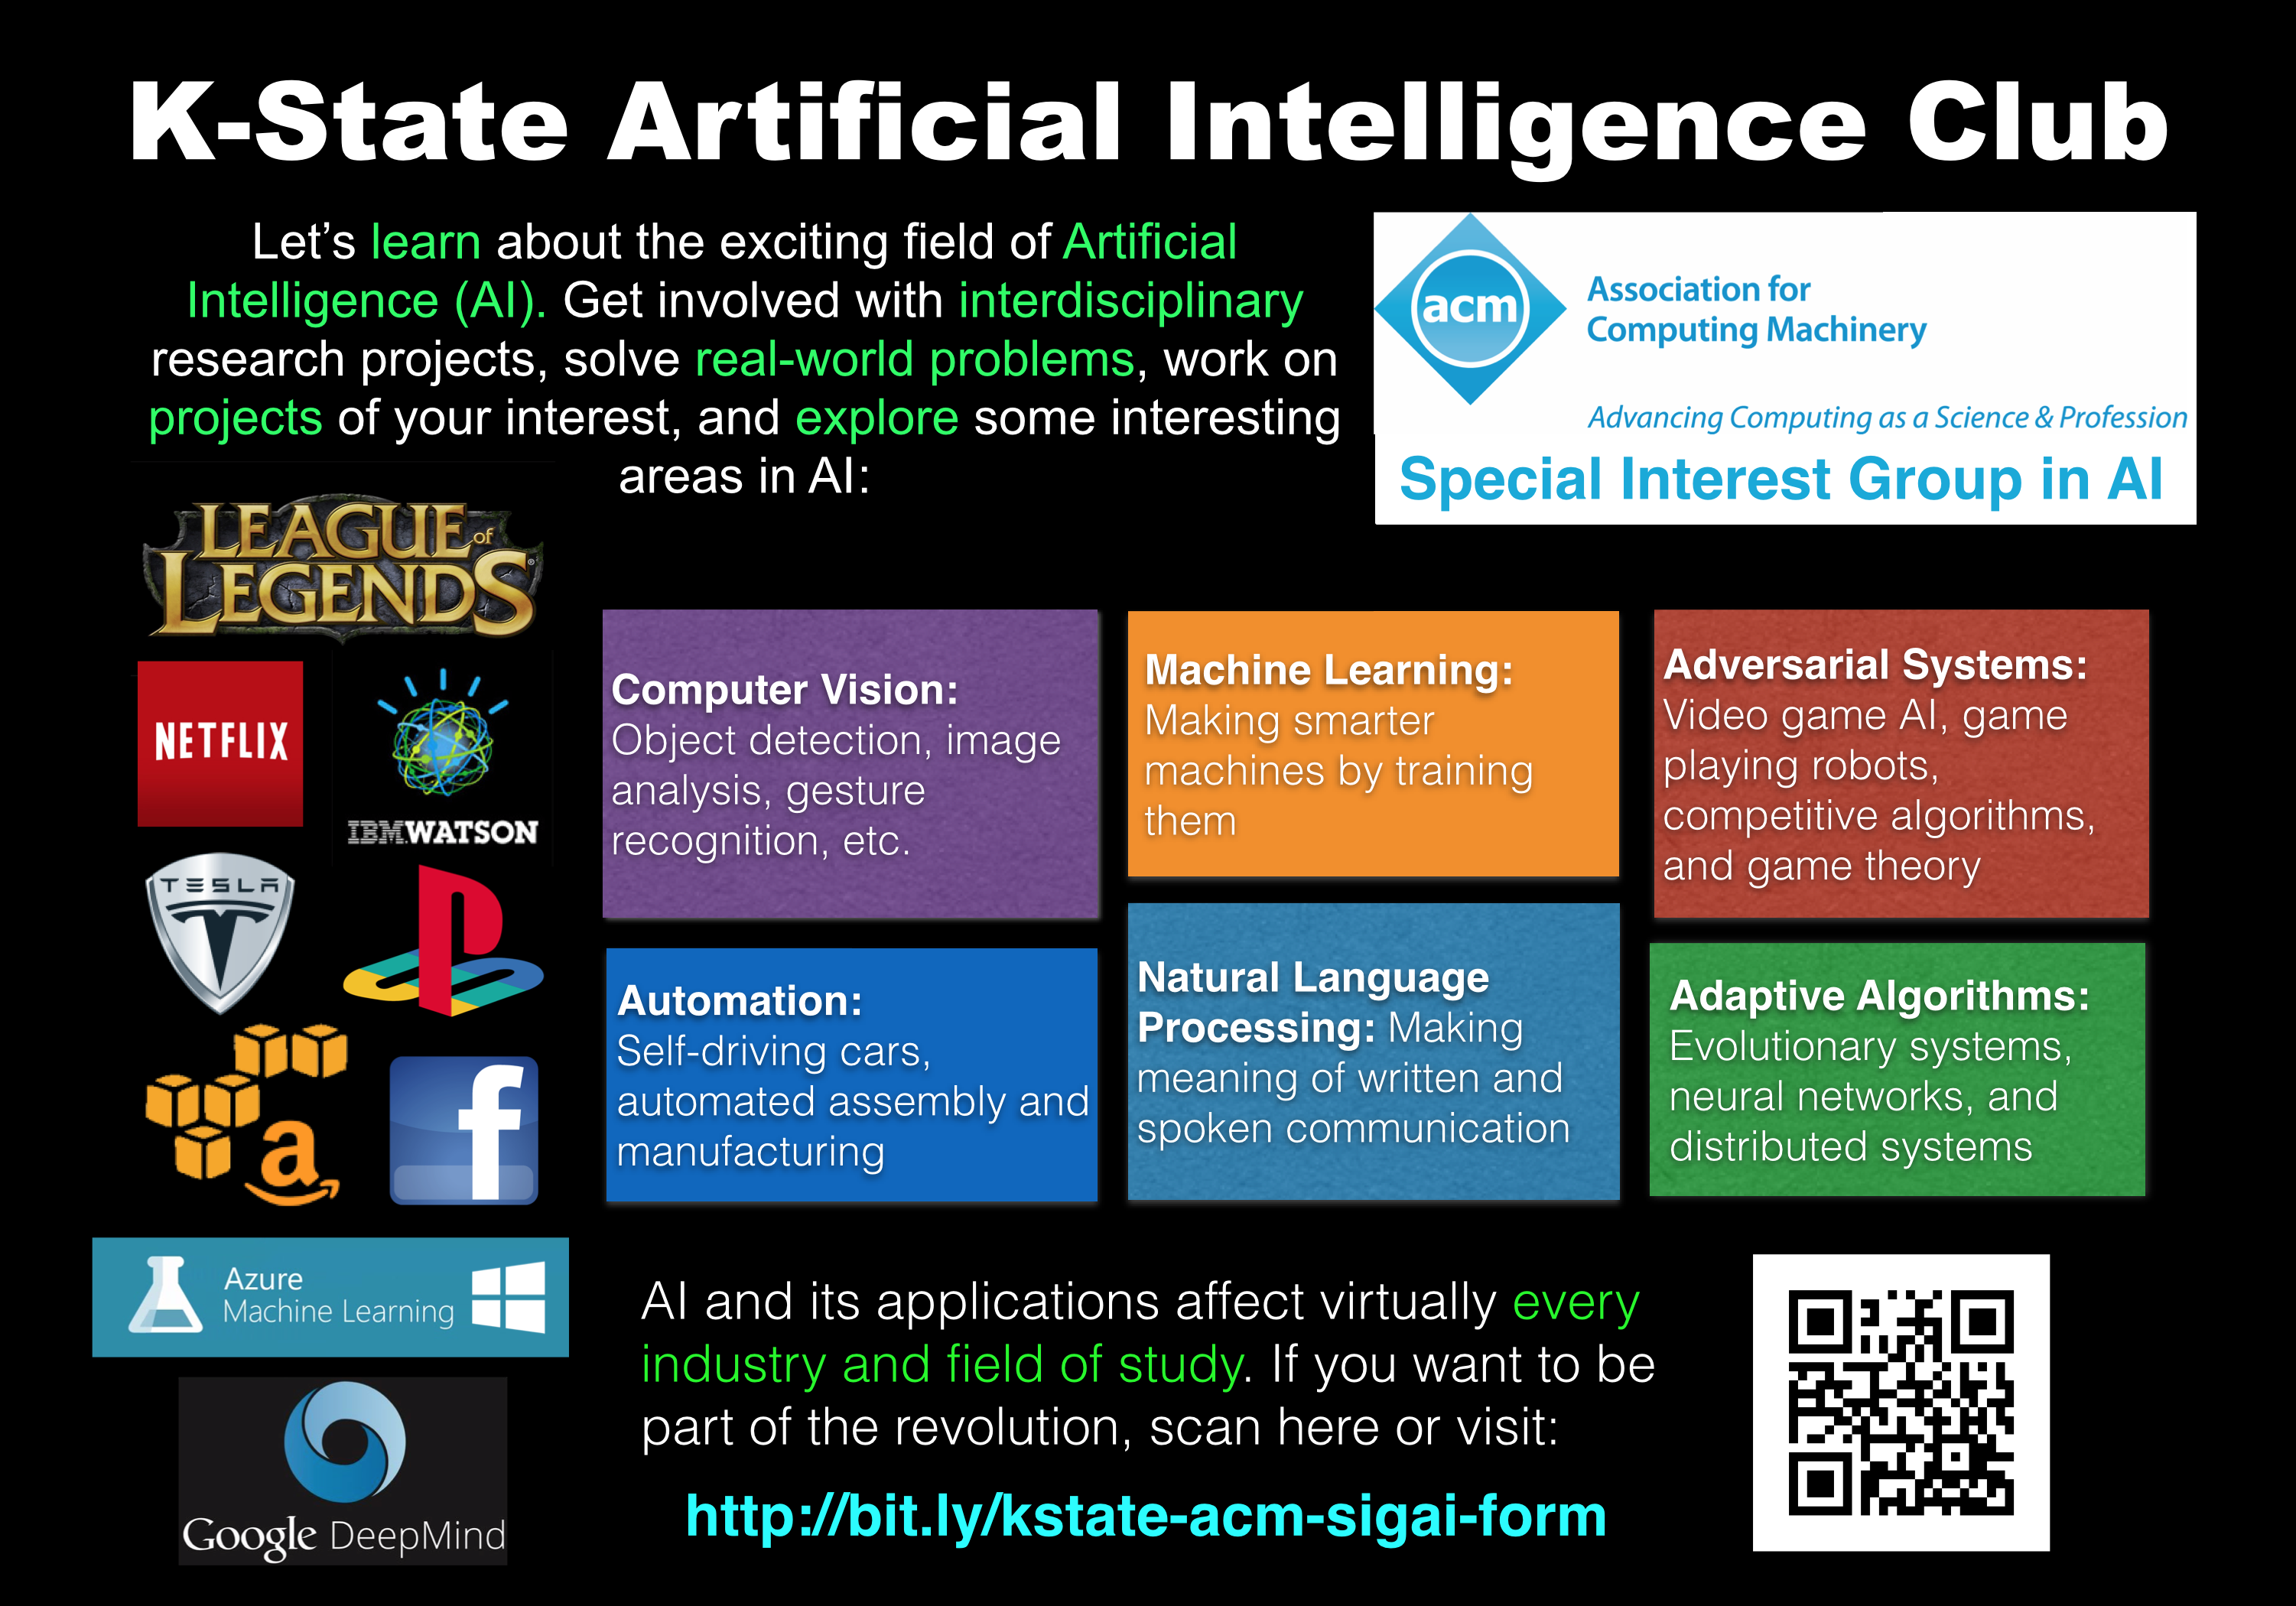 K-State Artificial Intelligence Club
Let's learn about the exciting field of Artificial
Intelligence (AI). Get involved with interdisciplinary
research projects, solve real-world problems, work on
projects of your interest, and explore some interesting
areas in AI:
acm
Association for
Computing Machinery
Advancing Computing as a Science & Profession
Special Interest Group in AI
LEAGUE of
LEGENDS®
NETFLIX
IBM WATSON
TESLA
a
f
Azure
Machine Learning
Google DeepMind
Computer Vision:
Object detection, image
analysis, gesture
recognition, etc.
Machine Learning:
Making smarter
machines by training
them
Adversarial Systems:
Video game AI, game
playing robots,
competitive algorithms,
and game theory
Automation:
Self-driving cars,
automated assembly and
manufacturing
Natural Language
Processing: Making
meaning of written and
spoken communication
Adaptive Algorithms:
Evolutionary systems,
neural networks, and
distributed systems
AI and its applications affect virtually every
industry and field of study. If you want to be
part of the revolution, scan here or visit:
http://bit.ly/kstate-acm-sigai-form